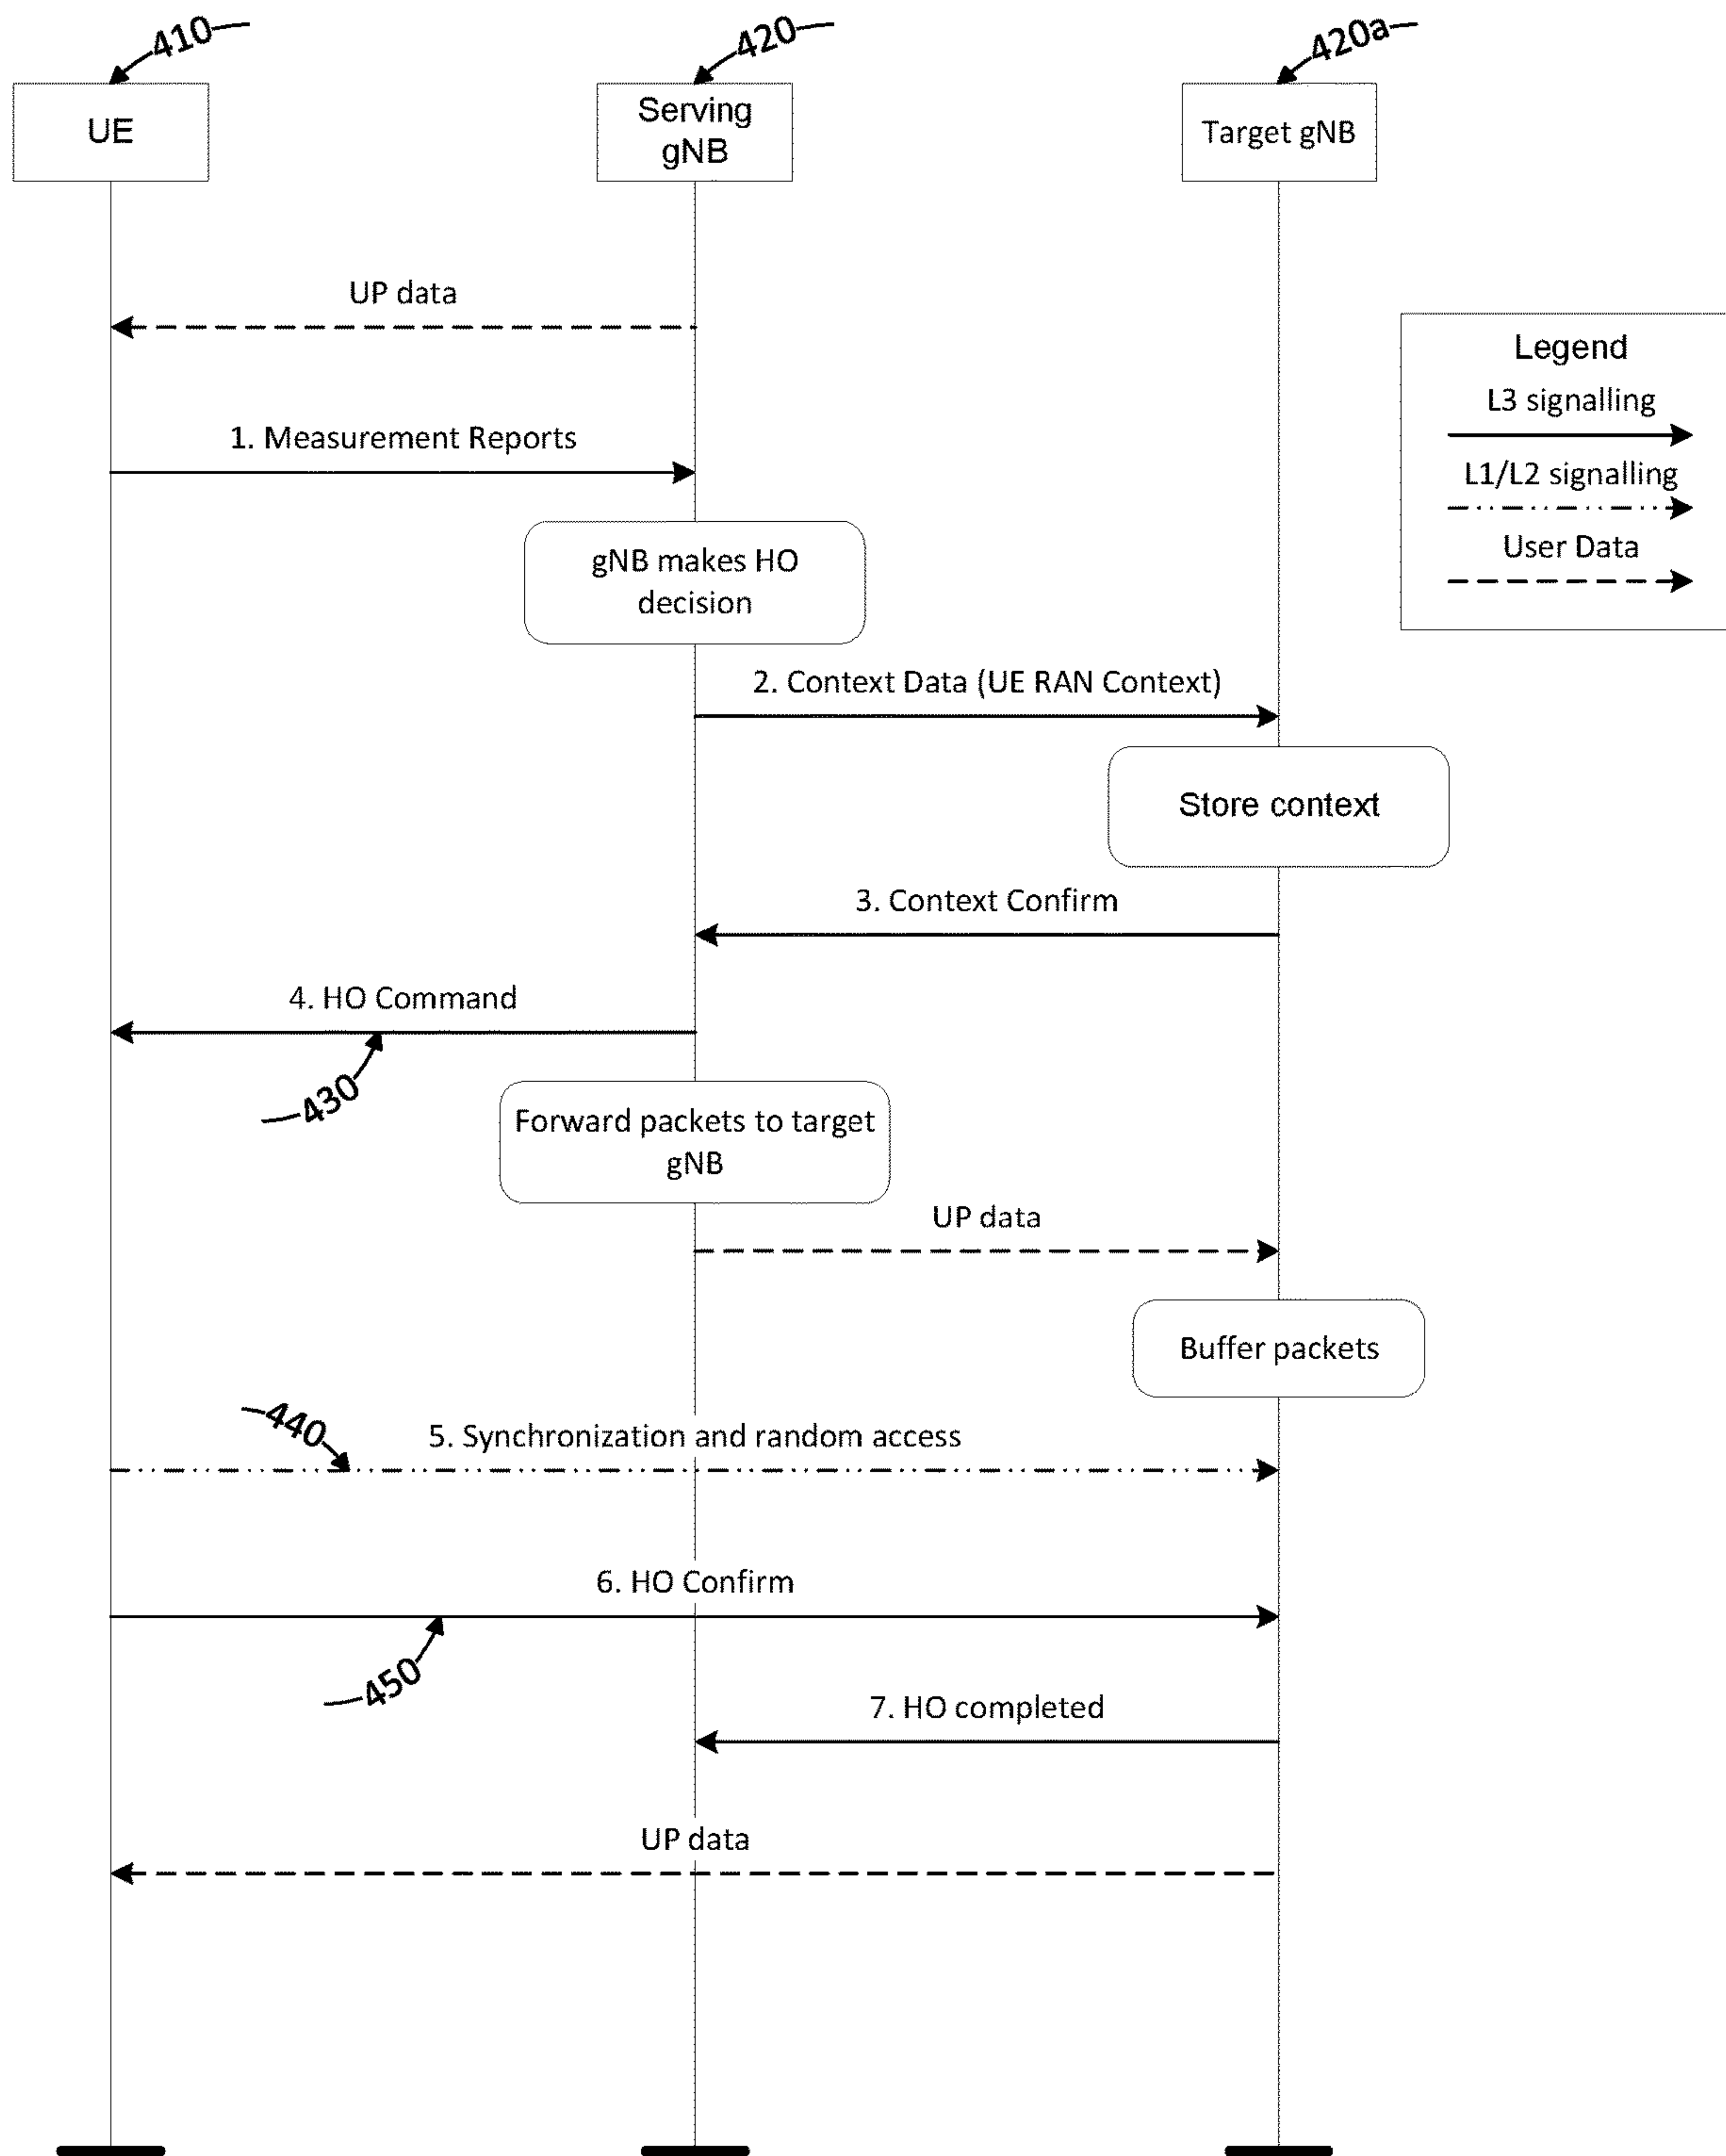 410
420
420a
UE
Serving
gNB
Target gNB
UP data
Legend
L3 signalling
L1/L2 signalling
User Data
1. Measurement Reports
gNB makes HO
decision
2. Context Data (UE RAN Context)
Store context
3. Context Confirm
4. HO Command
430
Forward packets to target
gNB
UP data
Buffer packets
440
5. Synchronization and random access
6. HO Confirm
450
7. HO completed
UP data